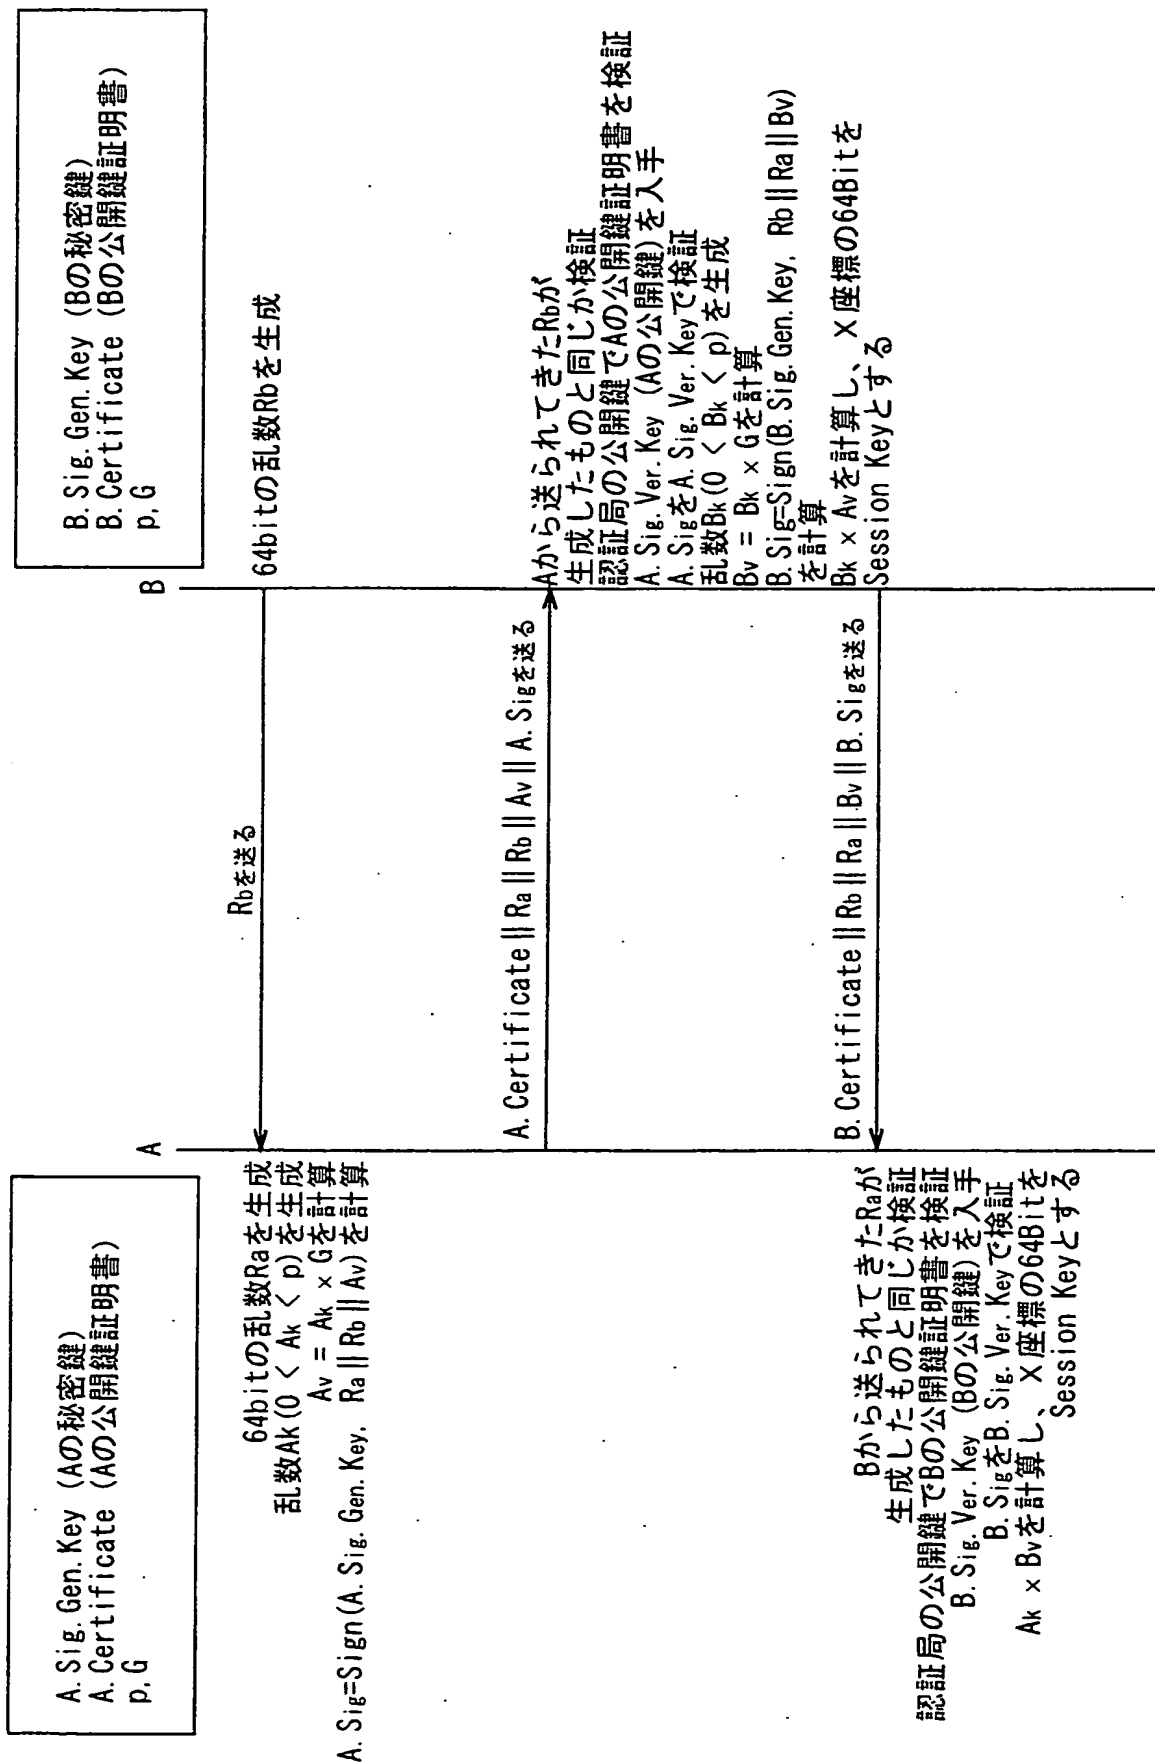 A.Sig.Gen.Key (Aの秘密鍵)
A.Certificate (Aの公開鍵証明書)
p,G
B.Sig.Gen.Key (Bの秘密鍵)
B.Certificate (Bの公開鍵証明書)
p,G
A
B
64bitの乱数Rbを生成
Rbを送る
64bitの乱数Raを生成
乱数Ak(0 < Ak < p)を生成
Av = Ak × Gを計算
A.Sig=Sign(A.Sig.Gen.Key, Ra||Rb||Av)を計算
A.Certificate||Ra||Rb||Av||A.Sigを送る
Aから送られてきたRbが
生成したものと同じか検証
認証局の公開鍵でAの公開鍵証明書を検証
A.Sig.Ver.Key (Aの公開鍵)を入手
A.SigをA.Sig.Ver.Keyで検証
乱数Bk(0 < Bk < p)を生成
Bv = Bk × Gを計算
B.Sig=Sign(B.Sig.Gen.Key, Rb||Ra||Bv)
を計算
Bk × Avを計算し、X座標の64Bitを
Session Keyとする
B.Certificate||Rb||Ra||Bv||B.Sigを送る
Bから送られてきたRaが
生成したものと同じか検証
認証局の公開鍵でBの公開鍵証明書を検証
B.Sig.Ver.Key (Bの公開鍵)を入手
B.SigをB.Sig.Ver.Keyで検証
Ak × Bvを計算し、X座標の64Bitを
Session Keyとする